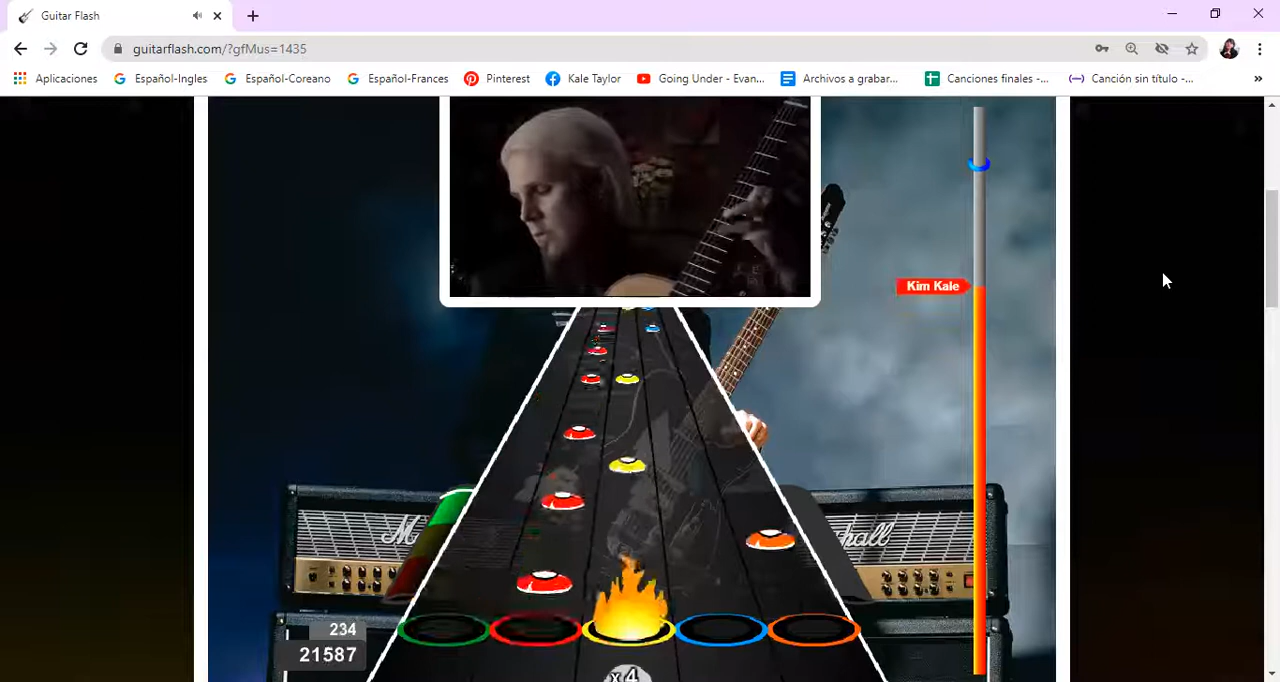 Guitar Flash
guitarflash.com/?gfMus=1435
Aplicaciones Español-Ingles Español-Coreano Español-Frances Pinterest Kale Taylor Going Under - Evan... Archivos a grabar... Canciones finales -... Canción sin título -... »
Kim Kale
234
21587
x 4